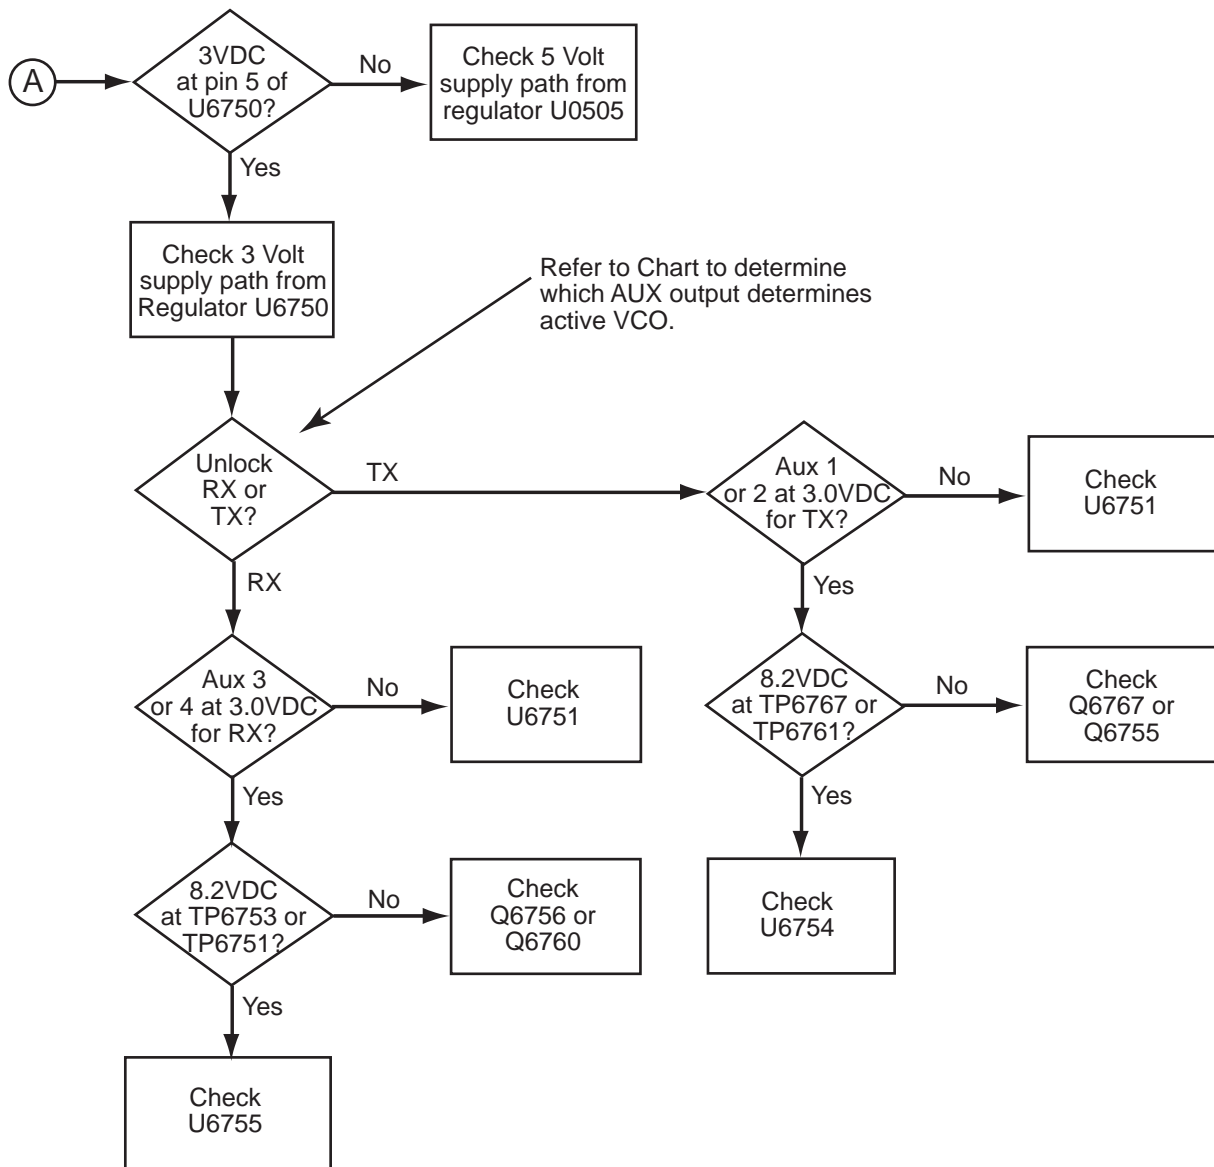 A
3VDC
at pin 5 of
U6750?
No
Check 5 Volt
supply path from
regulator U0505
Yes
Check 3 Volt
supply path from
Regulator U6750
Refer to Chart to determine
which AUX output determines
active VCO.
Unlock
RX or
TX?
TX
Aux 1
or 2 at 3.0VDC
for TX?
No
Check
U6751
RX
Yes
Aux 3
or 4 at 3.0VDC
for RX?
No
Check
U6751
8.2VDC
at TP6767 or
TP6761?
No
Check
Q6767 or
Q6755
Yes
Yes
8.2VDC
at TP6753 or
TP6751?
No
Check
Q6756 or
Q6760
Check
U6754
Yes
Check
U6755